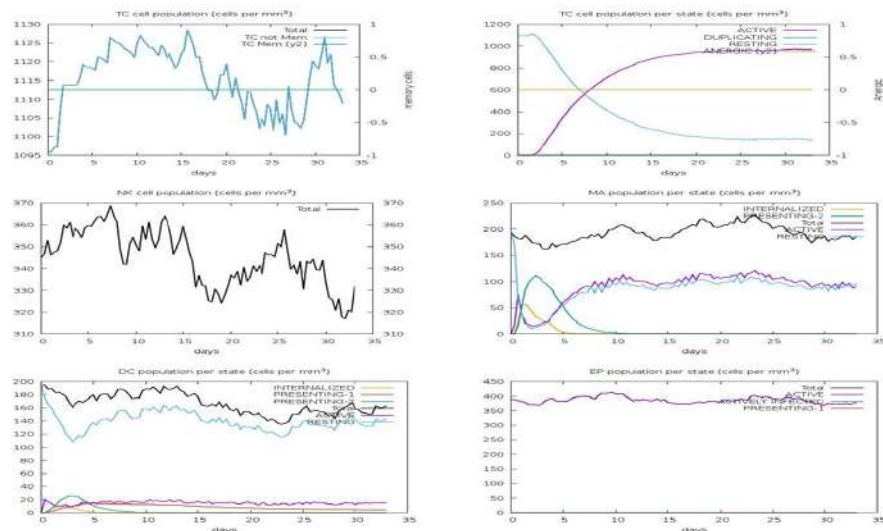 TC cell population (cells per mm³)
1130
1125
1120
1115
1110
1105
1100
1095
Total
TC not Mem
TC Mem (y2)
1
0.5
0
-0.5
-1
memory cells
0 5 10 15 20 25 30 35
days
TC cell population per state (cells per mm³)
1200
1000
800
600
400
200
0
ACTIVE
DUPLICATING
RESTING
ANERGIC (y2)
1
0.5
0
-0.5
-1
Anergic
0 5 10 15 20 25 30 35
days
NK cell population (cells per mm³)
370
360
350
340
330
320
310
Total
370
360
350
340
330
320
310
0 5 10 15 20 25 30 35
days
MA population per state (cells per mm³)
250
200
150
100
50
0
INTERNALIZED
PRESENTING-2
Total
ACTIVE
RESTING
0 5 10 15 20 25 30 35
days
DC population per state (cells per mm³)
200
180
160
140
120
100
80
60
40
20
0
INTERNALIZED
PRESENTING-1
PRESENTING-2
Total
ACTIVE
RESTING
0 5 10 15 20 25 30 35
days
EP population per state (cells per mm³)
450
400
350
300
250
200
150
100
50
0
Total
ACTIVE
INFECTED
PRESENTING-1
0 5 10 15 20 25 30 35
days